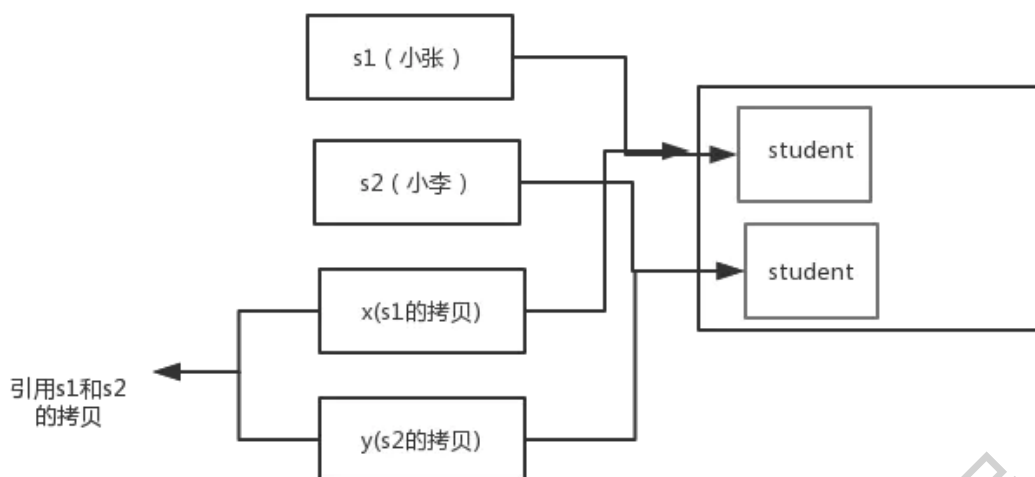 s1（小张）
student
s2（小李）
student
x(s1的拷贝)
引用s1和s2
的拷贝
y(s2的拷贝)